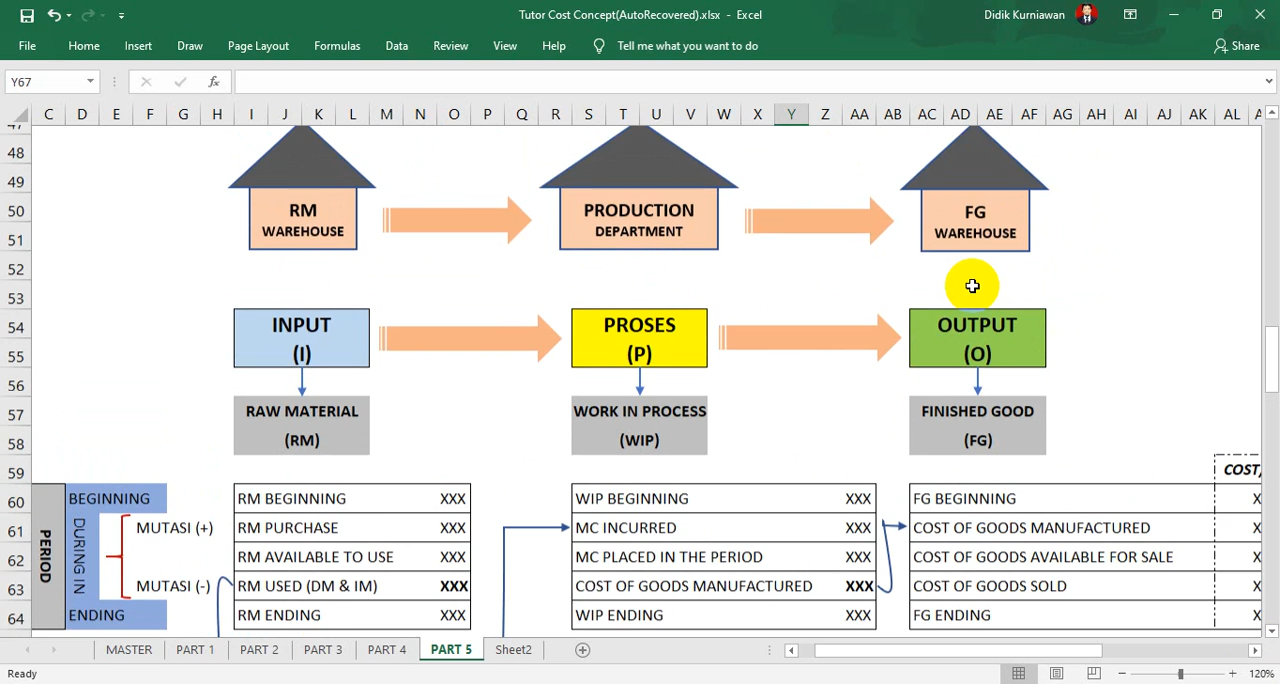 Tutor Cost Concept(AutoRecovered).xlsx - Excel
Didik Kurniawan
File Home Insert Draw Page Layout Formulas Data Review View Help Tell me what you want to do Share
Y67 fx
C D E F G H I J K L M N O P Q R S T U V W X Y Z AA AB AC AD AE AF AG AH AI AJ AK AL
47
48
49
50
51
52
53
54
55
56
57
58
59
60
61
62
63
64
RM
WAREHOUSE
PRODUCTION
DEPARTMENT
FG
WAREHOUSE
INPUT
(I)
PROSES
(P)
OUTPUT
(O)
RAW MATERIAL
(RM)
WORK IN PROCESS
(WIP)
FINISHED GOOD
(FG)
COST
PERIOD
BEGINNING
DURING IN
MUTASI (+)
MUTASI (-)
ENDING
RM BEGINNING XXX
RM PURCHASE XXX
RM AVAILABLE TO USE XXX
RM USED (DM & IM) XXX
RM ENDING XXX
WIP BEGINNING XXX
MC INCURRED XXX
MC PLACED IN THE PERIOD XXX
COST OF GOODS MANUFACTURED XXX
WIP ENDING XXX
FG BEGINNING X
COST OF GOODS MANUFACTURED X
COST OF GOODS AVAILABLE FOR SALE X
COST OF GOODS SOLD X
FG ENDING X
MASTER PART 1 PART 2 PART 3 PART 4 PART 5 Sheet2
Ready
120%